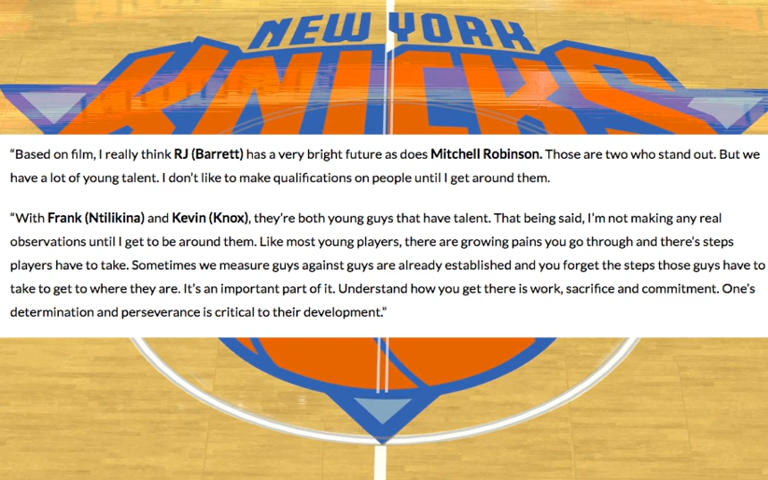 NEW YORK
KNICKS
“Based on film, I really think RJ (Barrett) has a very bright future as does Mitchell Robinson. Those are two who stand out. But we
have a lot of young talent. I don’t like to make qualifications on people until I get around them.
“With Frank (Ntilikina) and Kevin (Knox), they’re both young guys that have talent. That being said, I’m not making any real
observations until I get to be around them. Like most young players, there are growing pains you go through and there’s steps
players have to take. Sometimes we measure guys against guys are already established and you forget the steps those guys have to
take to get to where they are. It’s an important part of it. Understand how you get there is work, sacrifice and commitment. One’s
determination and perseverance is critical to their development.”